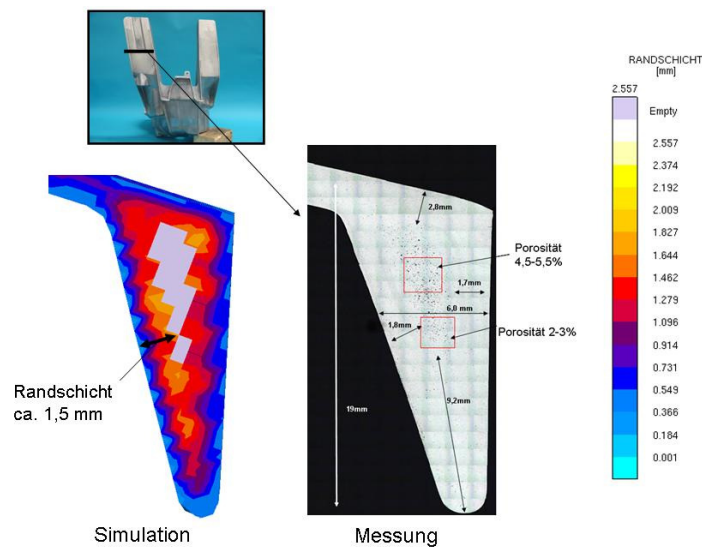 RANDSCHICHT
[mm]
2.557
Empty
2.557
2.374
2.192
2.009
1.827
1.644
1.462
1.279
1.096
0.914
0.731
0.549
0.366
0.184
0.001
2,8mm
Porosität
4,5-5,5%
1,7mm
6,0 mm
1,8mm
Porosität 2-3%
Randschicht
ca. 1,5 mm
19mm
9,2mm
Simulation
Messung